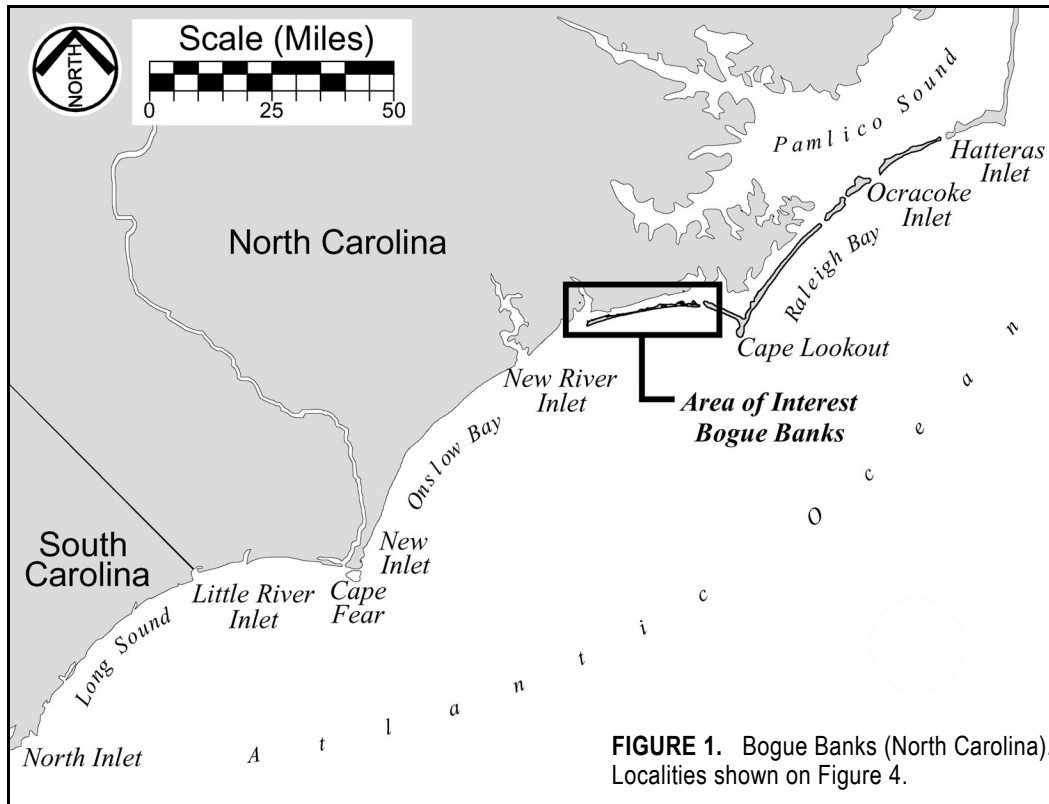 NORTH
Scale (Miles)
0 25 50
Pamlico Sound
Hatteras
Inlet
Ocracoke
Inlet
North Carolina
Raleigh Bay
Cape Lookout
New River
Inlet
Area of Interest
Bogue Banks
Onslow Bay
New
Inlet
South
Carolina
Little River
Inlet
Cape
Fear
Long Sound
North Inlet
Atlantic Ocean
FIGURE 1. Bogue Banks (North Carolina).
Localities shown on Figure 4.